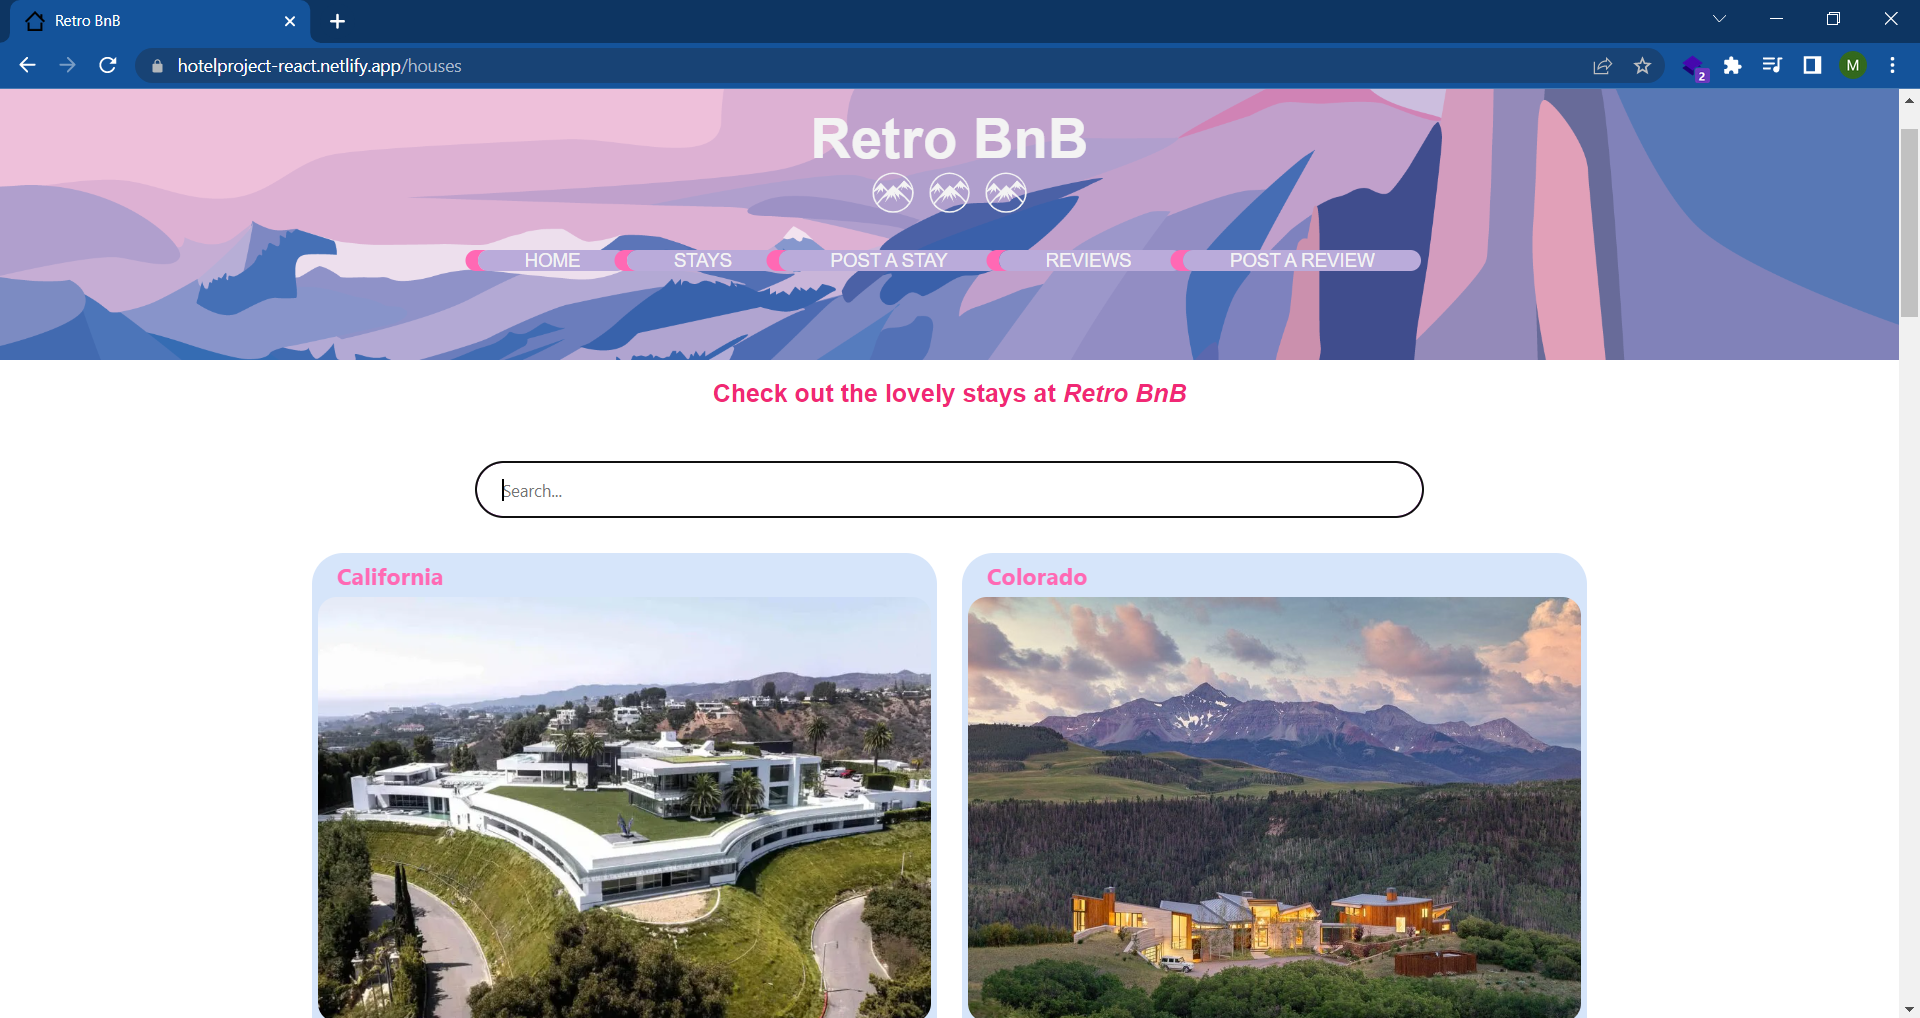 Retro BnB
hotelproject-react.netlify.app/houses
2
M
Retro BnB
HOME STAYS POST A STAY REVIEWS POST A REVIEW
Check out the lovely stays at Retro BnB
Search...
California
Colorado